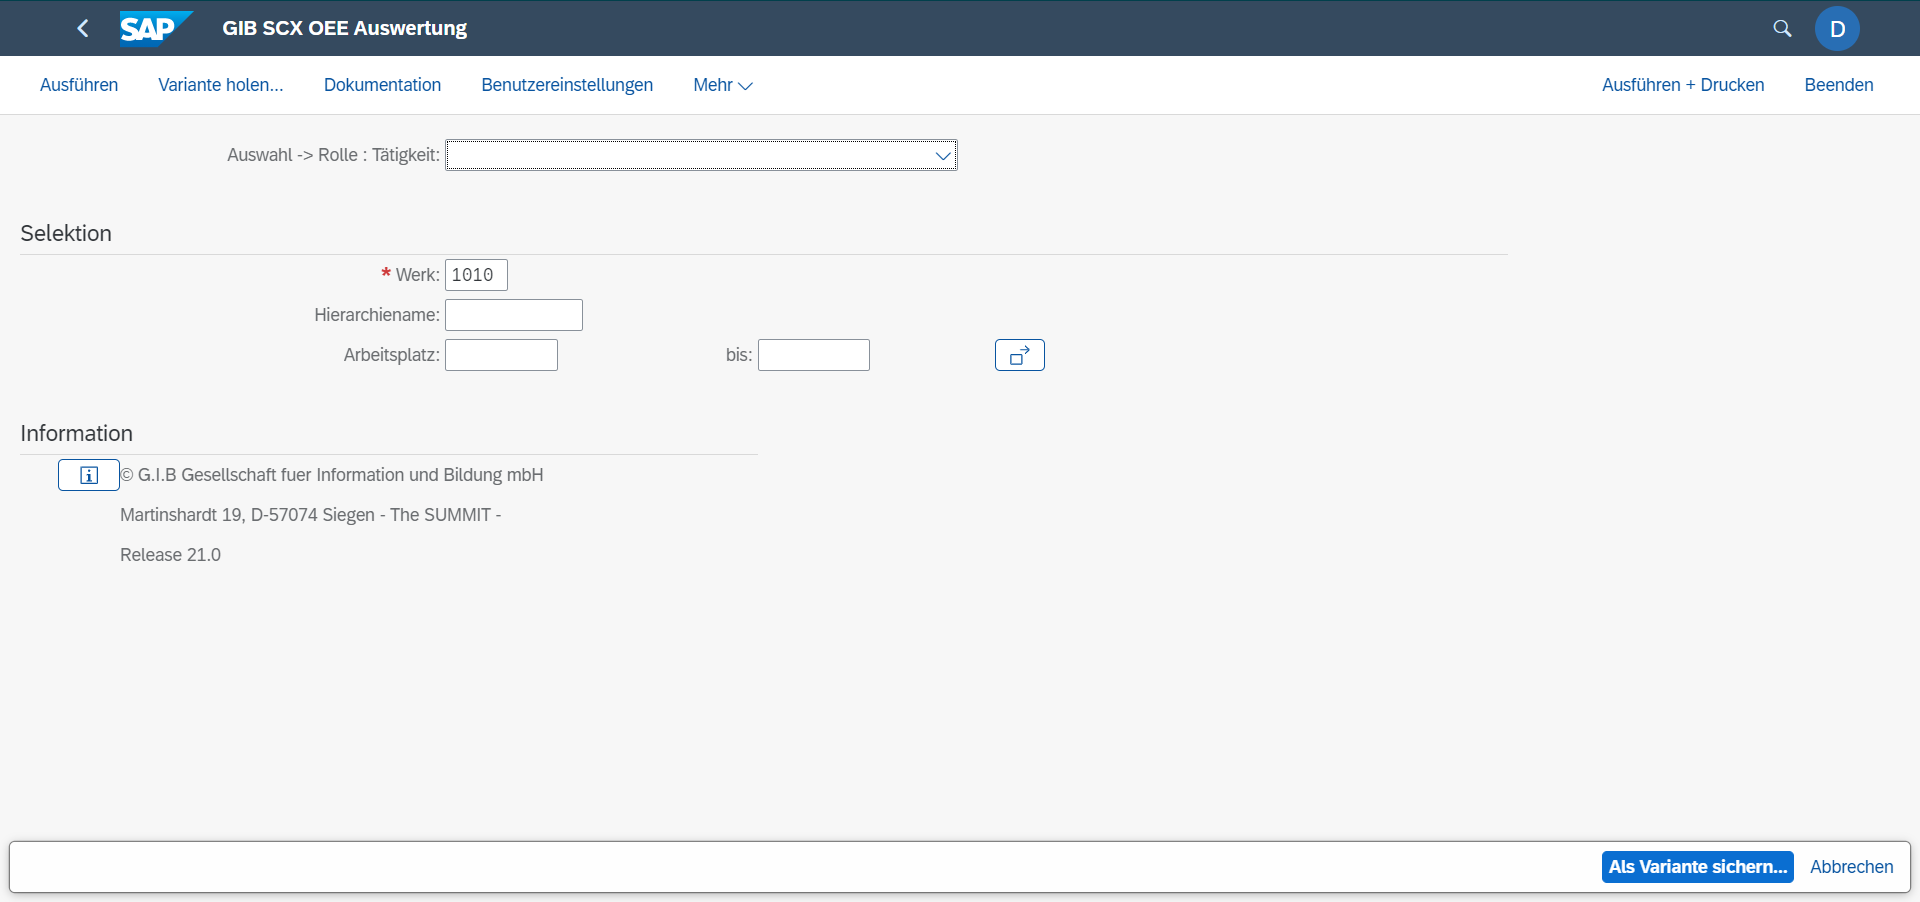 SAP GIB SCX OEE Auswertung D
Ausführen Variante holen... Dokumentation Benutzereinstellungen Mehr Ausführen + Drucken Beenden
Auswahl -> Rolle : Tätigkeit:
Selektion
* Werk: 1010
Hierarchiename:
Arbeitsplatz: bis:
Information
© G.I.B Gesellschaft fuer Information und Bildung mbH
Martinshardt 19, D-57074 Siegen - The SUMMIT -
Release 21.0
Als Variante sichern... Abbrechen